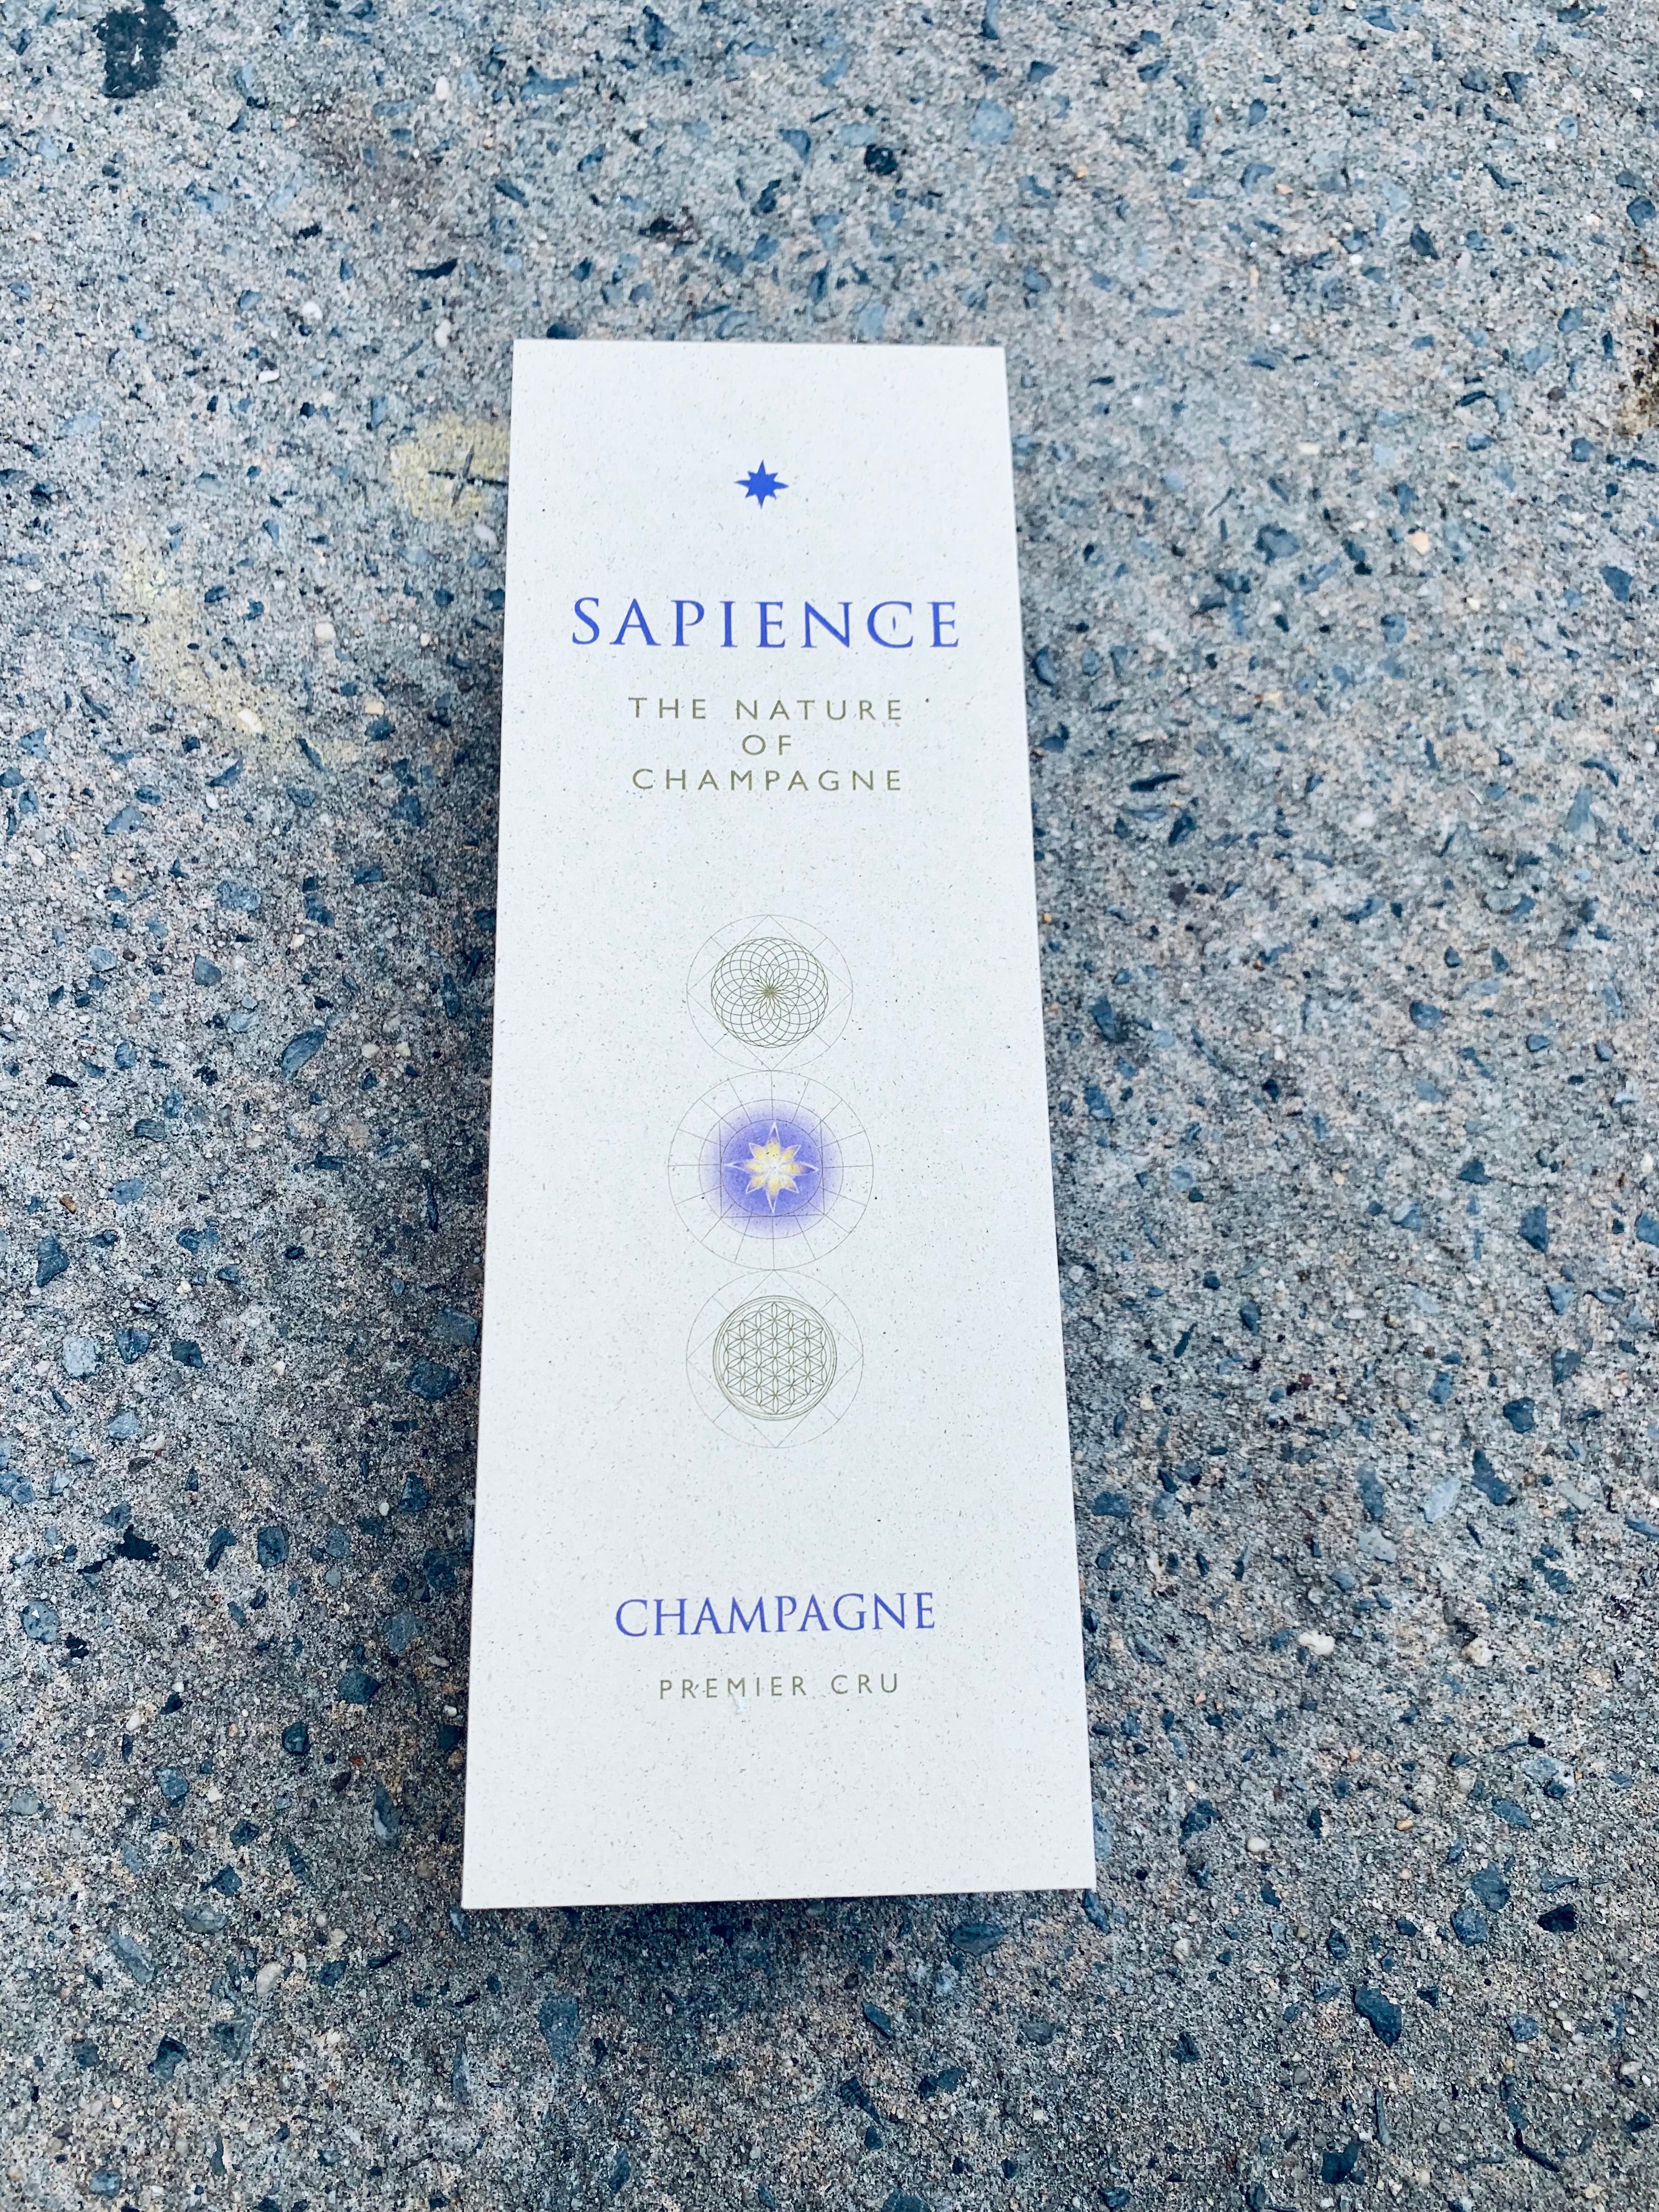 SAPIENCE
THE NATURE
OF
CHAMPAGNE
CHAMPAGNE
PREMIER CRU